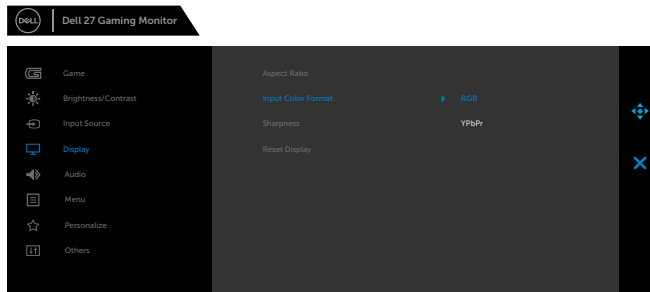 DELL
Dell 27 Gaming Monitor
Game
Aspect Ratio
Brightness/Contrast
Input Color Format
RGB
Input Source
Sharpness
YPbPr
Display
Reset Display
Audio
Menu
Personalize
Others